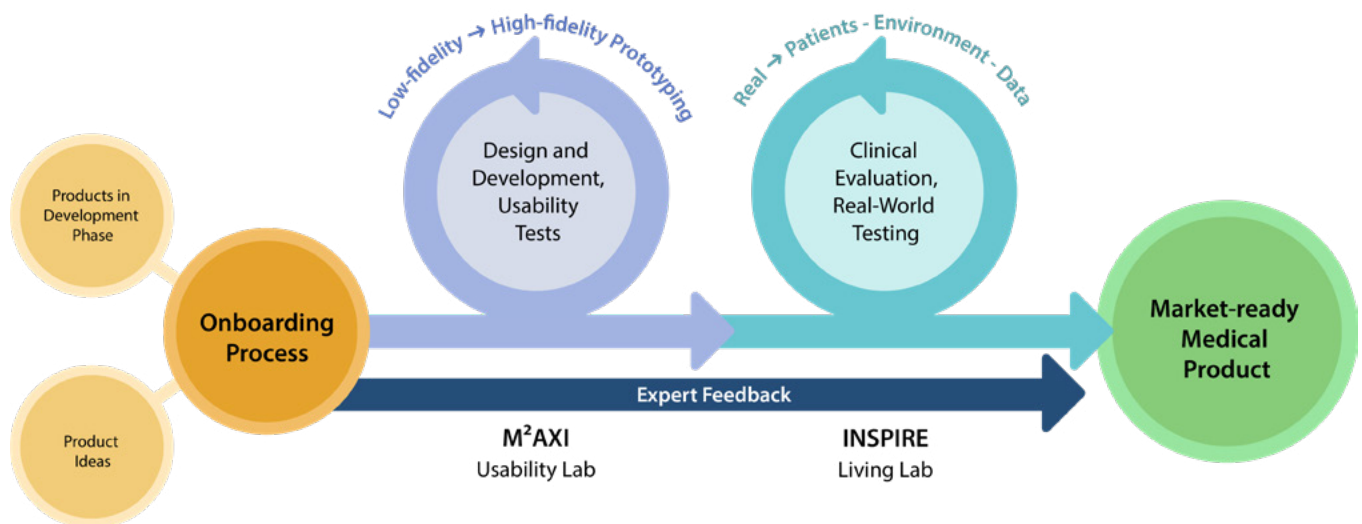 Low-fidelity → High-fidelity Prototyping
Real → Patients - Environment - Data
Products in
Development
Phase
Design and
Development,
Usability
Tests
Clinical
Evaluation,
Real-World
Testing
Onboarding
Process
Market-ready
Medical
Product
Expert Feedback
Product
Ideas
M²AXI
Usability Lab
INSPIRE
Living Lab